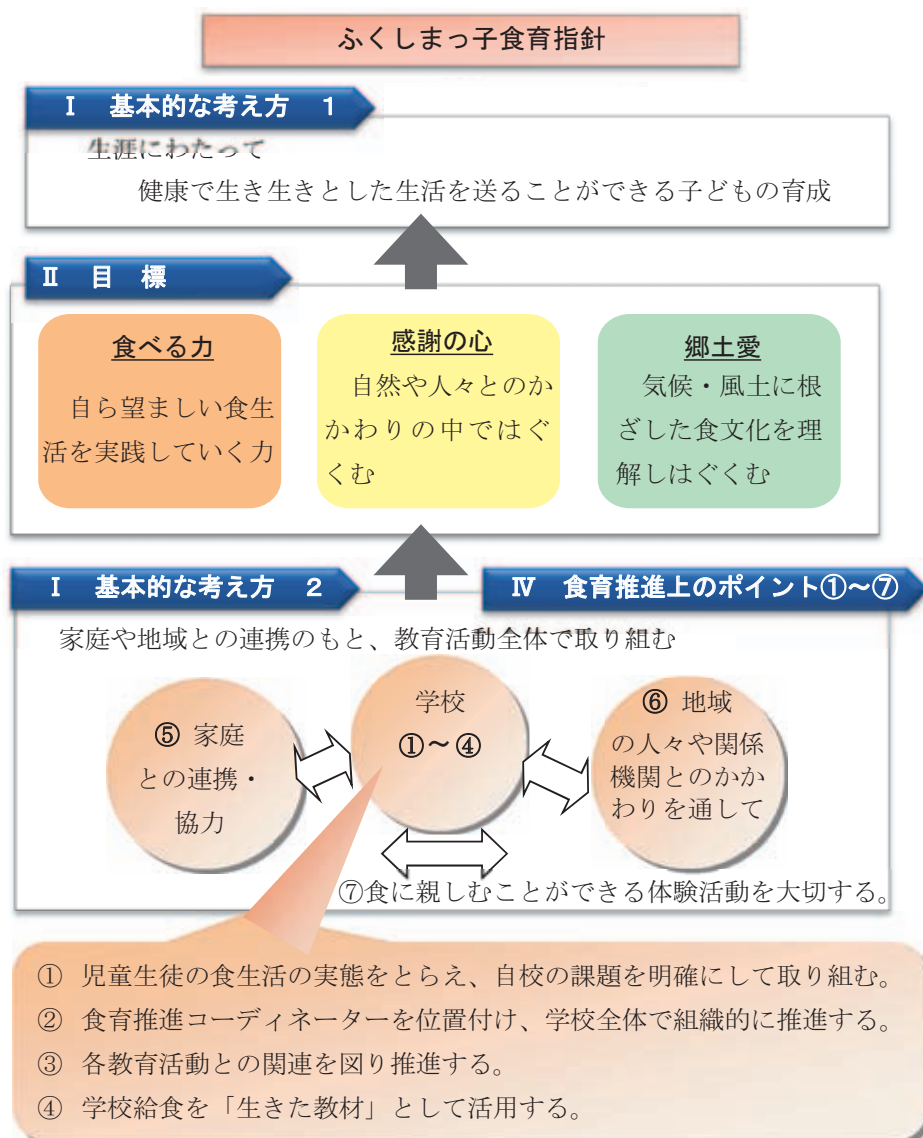 ふくしまっ子食育指針
Ⅰ 基本的な考え方 1
生涯にわたって
健康で生き生きとした生活を送ることができる子どもの育成
Ⅱ 目 標
食べる力
自ら望ましい食生
活を実践していく力
感謝の心
自然や人々とのか
かわりの中ではぐ
くむ
郷土愛
気候・風土に根
ざした食文化を理
解しはぐくむ
Ⅰ 基本的な考え方 2
Ⅳ 食育推進上のポイント①～⑦
家庭や地域との連携のもと、教育活動全体で取り組む
⑤ 家庭
との連携・
協力
学校
①～④
⑥ 地域
の人々や関係
機関とのかか
わりを通して
⑦食に親しむことができる体験活動を大切する。
① 児童生徒の食生活の実態をとらえ、自校の課題を明確にして取り組む。
② 食育推進コーディネーターを位置付け、学校全体で組織的に推進する。
③ 各教育活動との関連を図り推進する。
④ 学校給食を「生きた教材」として活用する。